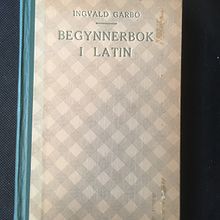 INGVALD GARBO
BEGYNNERBOK
I LATIN